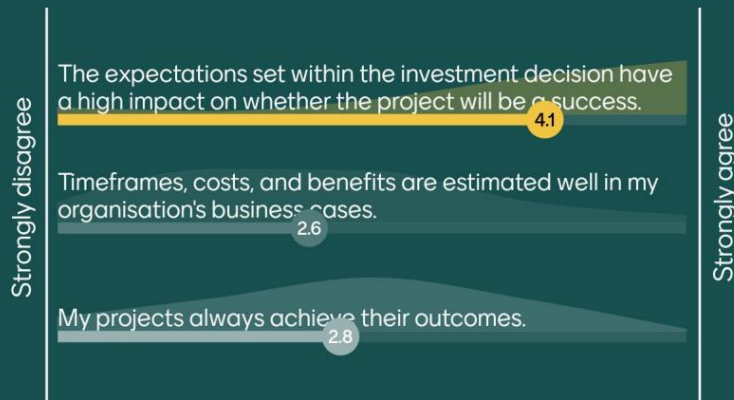 Strongly disagree
The expectations set within the investment decision have
a high impact on whether the project will be a success.
4.1
Timeframes, costs, and benefits are estimated well in my
organisation's business cases.
2.6
My projects always achieve their outcomes.
2.8
Strongly agree